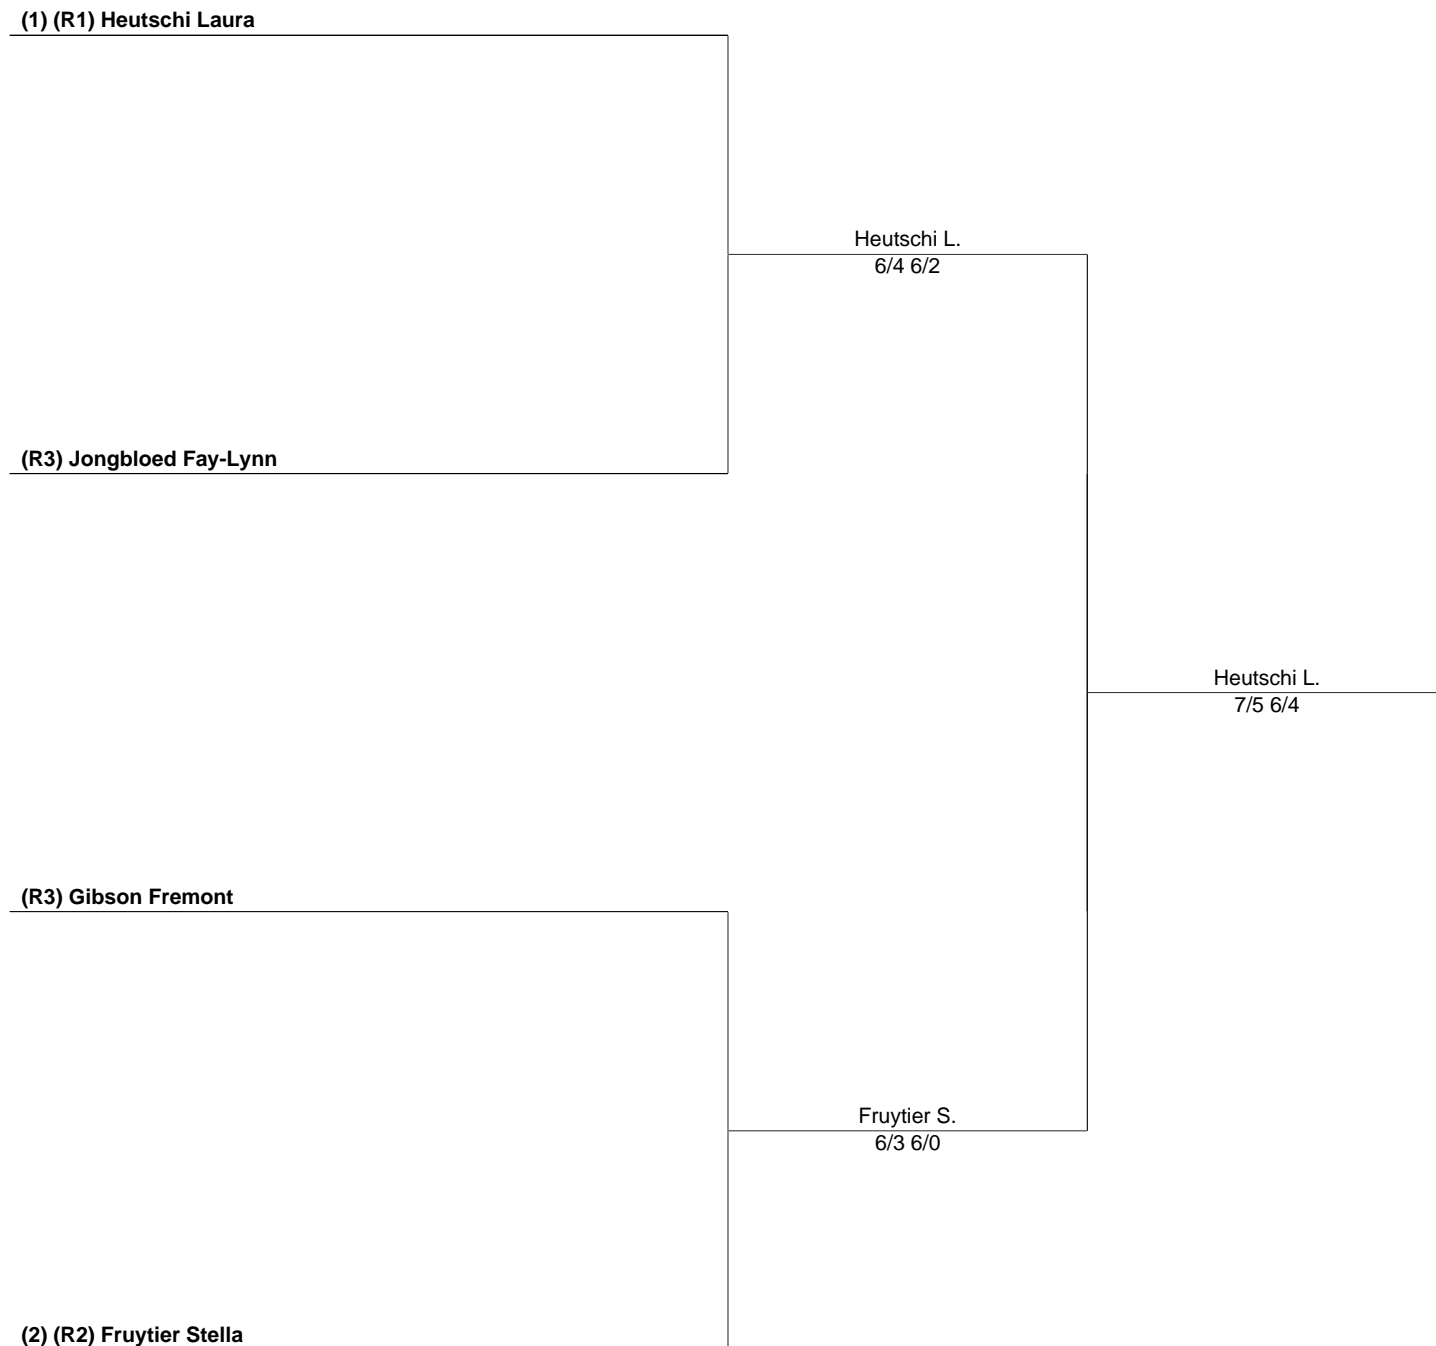 (1) (R1) Heutschi Laura
Heutschi L.
6/4 6/2
(R3) Jongbloed Fay-Lynn
Heutschi L.
7/5 6/4
(R3) Gibson Fremont
Fruytier S.
6/3 6/0
(2) (R2) Fruytier Stella